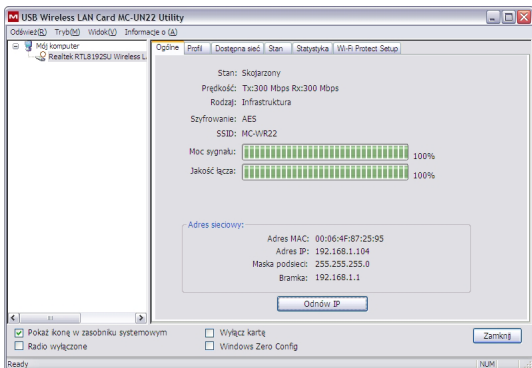 USB Wireless LAN Card MC-UN22 Utility
Odśwież(R) Tryb(M) Widok(V) Informacje o (A)
Mój komputer
Realtek RTL8192SU Wireless L
Ogólne Profil Dostępna sieć Stan Statystyka Wi-Fi Protect Setup
Stan: Skojarzony
Prędkość: Tx:300 Mbps Rx:300 Mbps
Rodzaj: Infrastruktura
Szyfrowanie: AES
SSID: MC-WR22
Moc sygnału: 100%
Jakość łącza: 100%
Adres sieciowy:
Adres MAC: 00:06:4F:87:25:95
Adres IP: 192.168.1.104
Maska podsieci: 255.255.255.0
Bramka: 192.168.1.1
Odnów IP
Pokaż ikonę w zasobniku systemowym
Wyłącz kartę
Radio wyłączone
Windows Zero Config
Zamknij
Ready
NUM